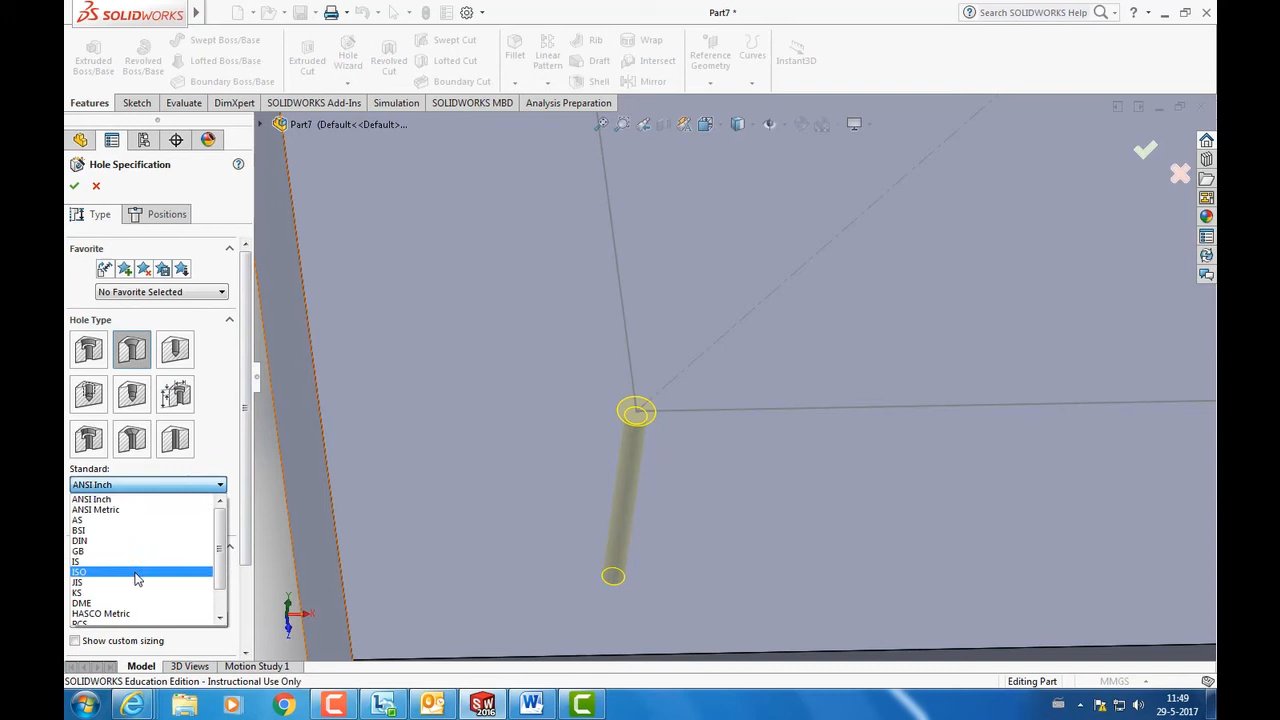 SOLIDWORKS
Part7 *
Search SOLIDWORKS Help
?
Extruded Boss/Base
Revolved Boss/Base
Swept Boss/Base
Lofted Boss/Base
Boundary Boss/Base
Extruded Cut
Hole Wizard
Revolved Cut
Swept Cut
Lofted Cut
Boundary Cut
Fillet
Linear Pattern
Rib
Draft
Shell
Wrap
Intersect
Mirror
Reference Geometry
Curves
Instant3D
Features
Sketch
Evaluate
DimXpert
SOLIDWORKS Add-Ins
Simulation
SOLIDWORKS MBD
Analysis Preparation
Part7 (Default<<Default>...
Hole Specification
?
Type
Positions
Favorite
No Favorite Selected
Hole Type
Standard:
ANSI Inch
ANSI Inch
ANSI Metric
AS
BSI
DIN
GB
IS
ISO
JIS
KS
DME
HASCO Metric
PCS
Show custom sizing
Y
X
Z
Model
3D Views
Motion Study 1
SOLIDWORKS Education Edition - Instructional Use Only
Editing Part
MMGS
SW
2016
11:49
29-5-2017